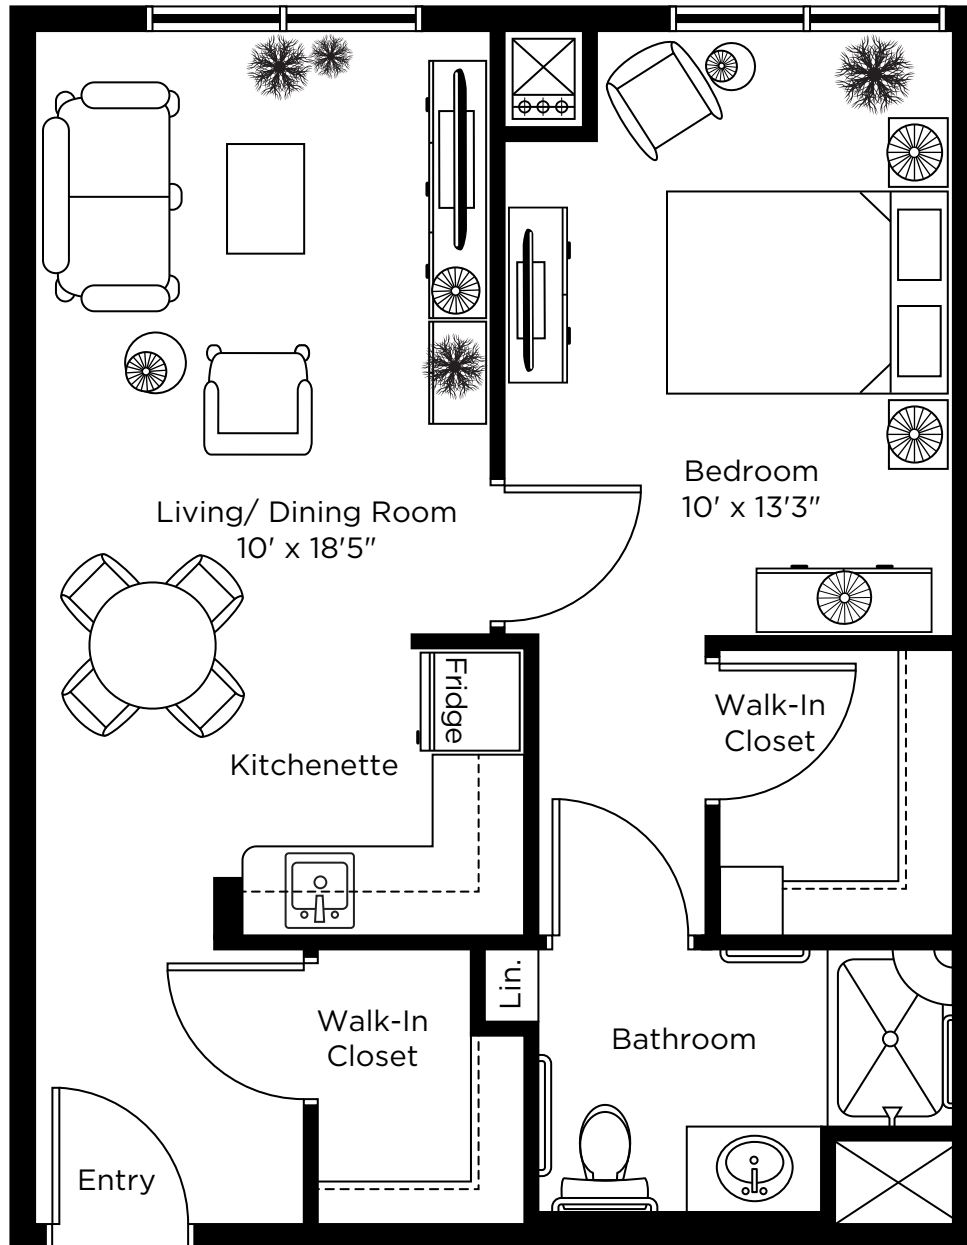 Bedroom
10' x 13'3"
Living/ Dining Room
10' x 18'5"
Fridge
Walk-In
Closet
Kitchenette
Lin.
Walk-In
Closet
Bathroom
Entry